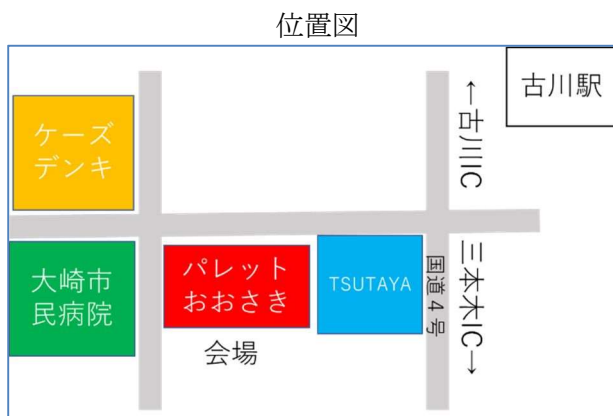 位置図
古川駅
ケーズ
デンキ
←古川IC
大崎市
民病院
パレット
おおさき
会場
TSUTAYA
国道４号
三本木IC→